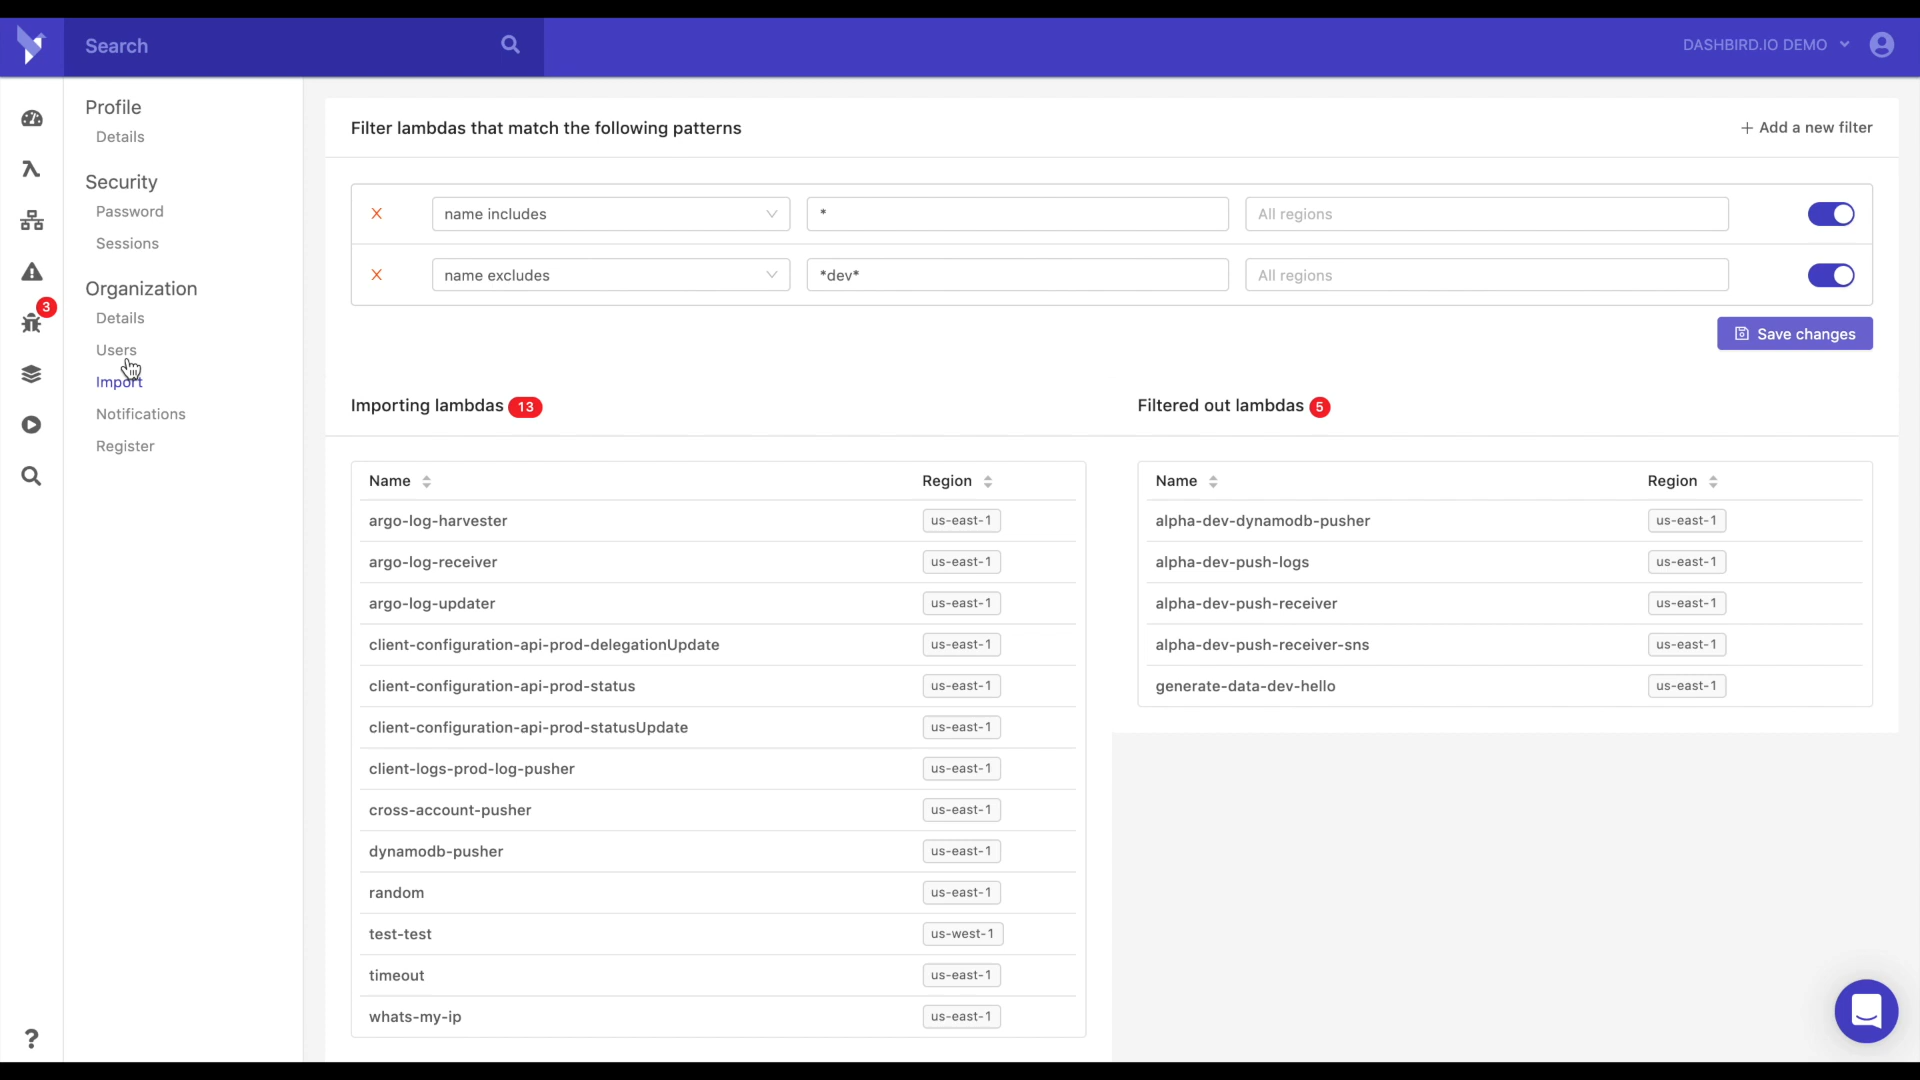 Search
DASHBIRD.IO DEMO
Profile
Details
Security
Password
Sessions
Organization
3
Details
Users
Import
Notifications
Register
?
Filter lambdas that match the following patterns
+ Add a new filter
X name includes * All regions
X name excludes *dev* All regions
Save changes
Importing lambdas 13
Name Region
argo-log-harvester us-east-1
argo-log-receiver us-east-1
argo-log-updater us-east-1
client-configuration-api-prod-delegationUpdate us-east-1
client-configuration-api-prod-status us-east-1
client-configuration-api-prod-statusUpdate us-east-1
client-logs-prod-log-pusher us-east-1
cross-account-pusher us-east-1
dynamodb-pusher us-east-1
random us-east-1
test-test us-west-1
timeout us-east-1
whats-my-ip us-east-1
Filtered out lambdas 5
Name Region
alpha-dev-dynamodb-pusher us-east-1
alpha-dev-push-logs us-east-1
alpha-dev-push-receiver us-east-1
alpha-dev-push-receiver-sns us-east-1
generate-data-dev-hello us-east-1